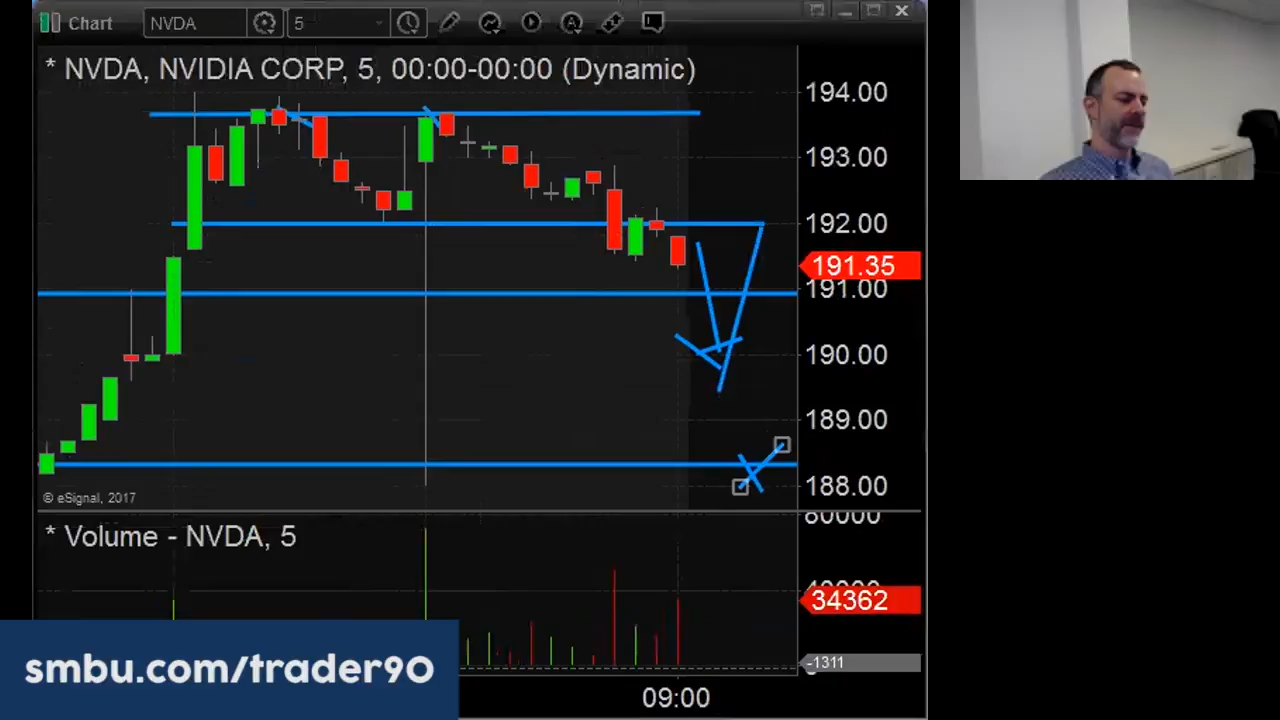 Chart NVDA 5
* NVDA, NVIDIA CORP, 5, 00:00-00:00 (Dynamic)
194.00
193.00
192.00
191.35
191.00
190.00
189.00
188.00
© eSignal, 2017
80000
* Volume - NVDA, 5
40000
34362
-1311
smbu.com/trader90
09:00